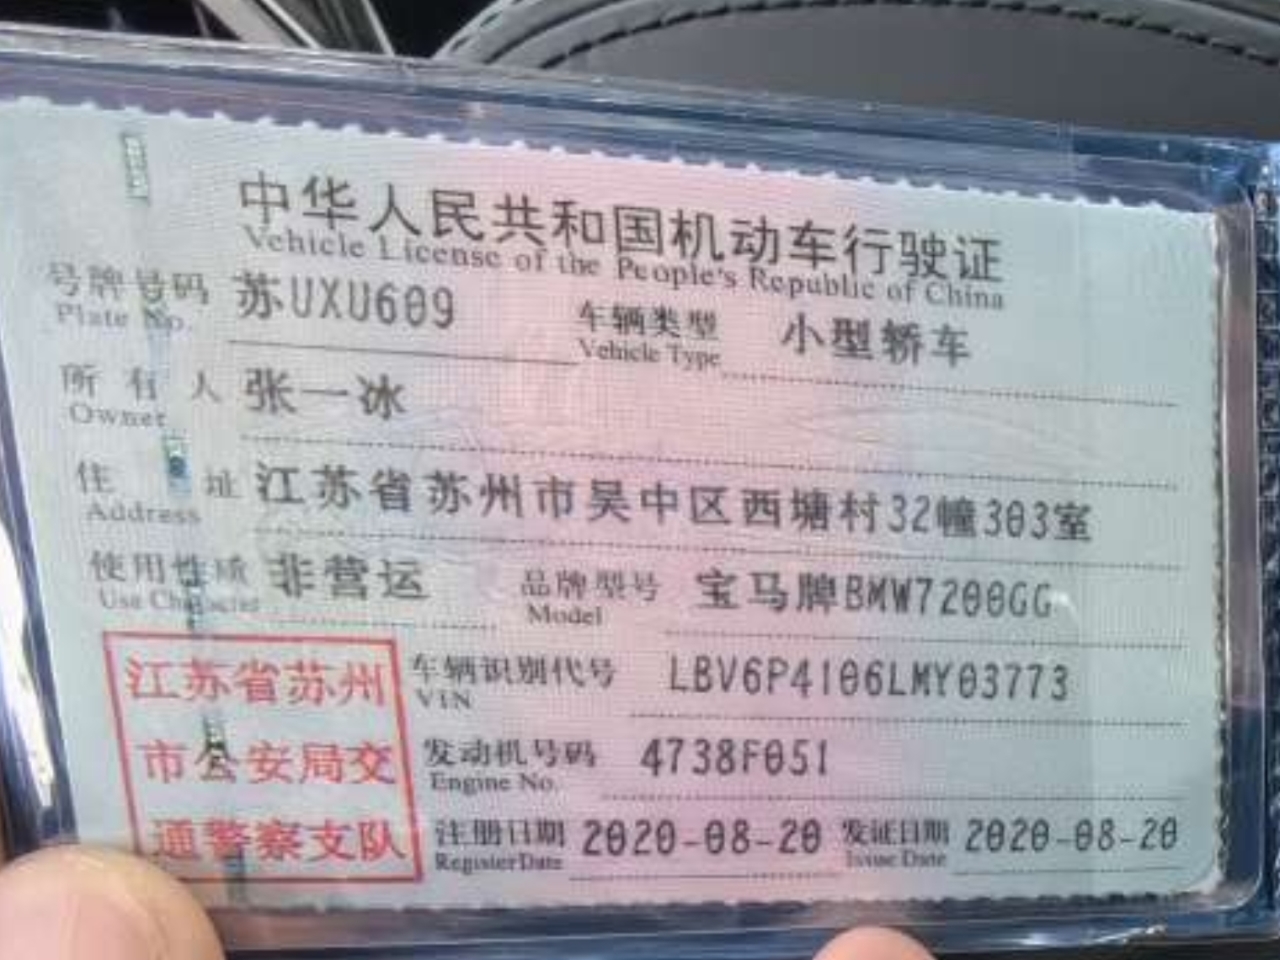 中华人民共和国机动车行驶证
Vehicle License of the People's Republic of China
号牌号码 苏UXU609 车辆类型 小型轿车
Plate No. Vehicle Type
所有人 张一冰
Owner
住址 江苏省苏州市吴中区西塘村32幢303室
Address
使用性质 非营运 品牌型号 宝马牌BMW7200GG
Use Character Model
江苏省苏州
市公安局交
通警察支队
车辆识别代号 LBV6P4106LMY03773
VIN
发动机号码 4738F051
Engine No.
注册日期 2020-08-20 发证日期 2020-08-20
Register Date Issue Date